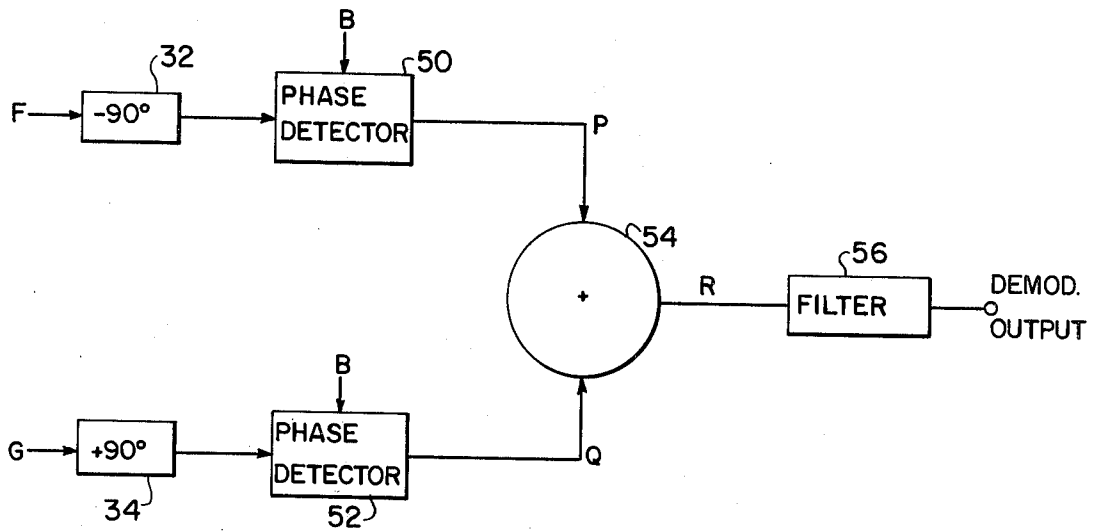 B
32
50
F
-90°
PHASE
DETECTOR
P
54
56
R
FILTER
DEMOD.
OUTPUT
+
B
G
+90°
PHASE
DETECTOR
Q
34
52